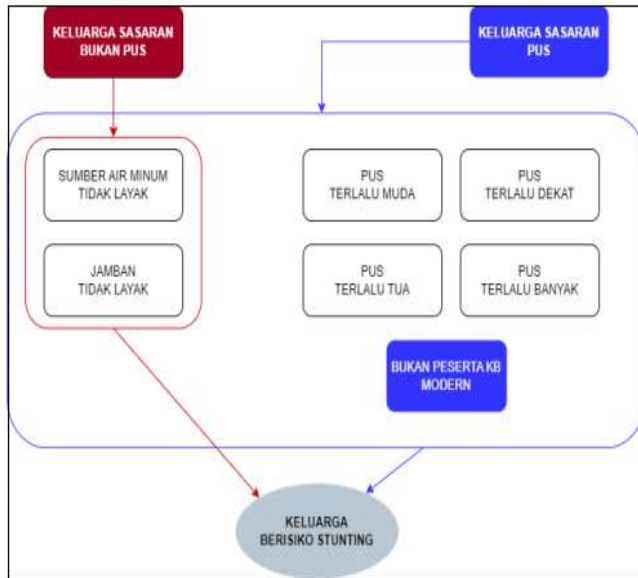 KELUARGA SASARAN
BUKAN PUS
KELUARGA SASARAN
PUS
SUMBER AIR MINUM
TIDAK LAYAK
PUS
TERLALU MUDA
PUS
TERLALU DEKAT
JAMBAN
TIDAK LAYAK
PUS
TERLALU TUA
PUS
TERLALU BANYAK
BUKAN PESERTA KB
MODERN
KELUARGA
BERISIKO STUNTING